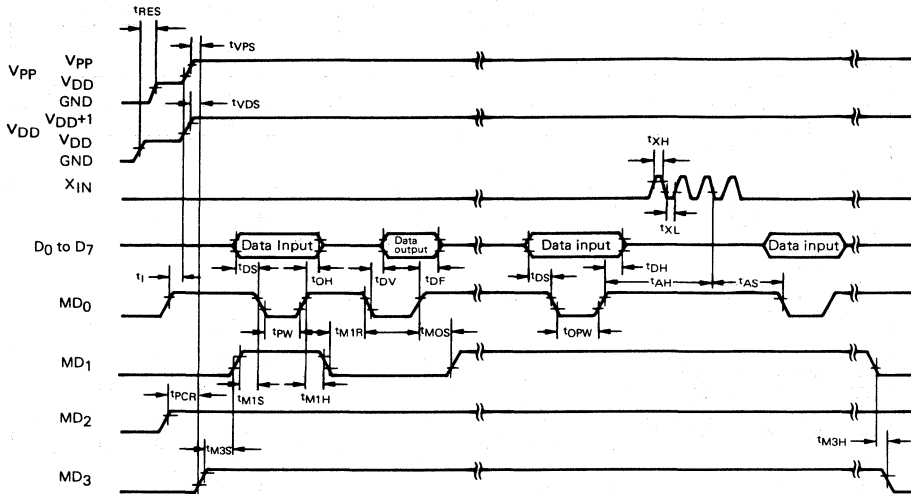 tRES
tVPS
VPP
VPP
VDD
GND
tVDS
VDD
VDD+1
VDD
GND
tXH
XIN
tXL
D0 to D7
Data Input
Data output
Data input
Data input
tDS
tOH
tDV
tDF
tDS
tDH
tI
tAH
tAS
MD0
tPW
tM1R
tMOS
tOPW
MD1
tPCR
tM1S
tM1H
MD2
tM3S
tM3H
MD3